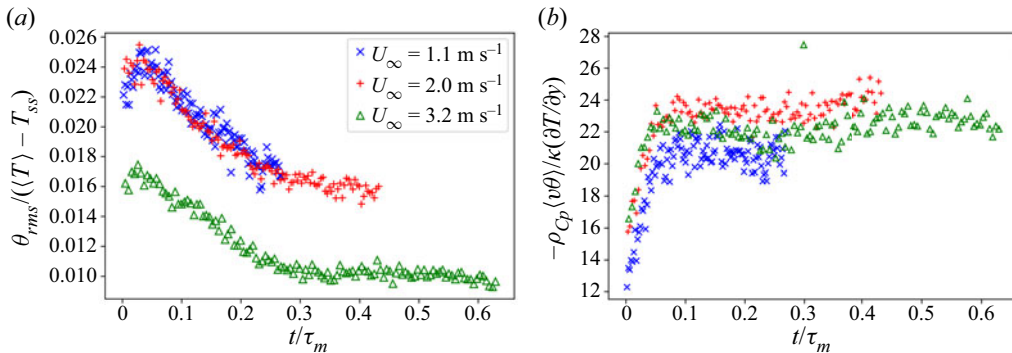 (a)
0.026
0.024
0.022
0.020
0.018
0.016
0.014
0.012
0.010
θrms/(⟨T⟩ − Tss)
U∞ = 1.1 m s⁻¹
U∞ = 2.0 m s⁻¹
U∞ = 3.2 m s⁻¹
0 0.1 0.2 0.3 0.4 0.5 0.6
t/τm
(b)
28
26
24
22
20
18
16
14
12
−ρCp⟨vθ⟩/κ(∂T/∂y)
0 0.1 0.2 0.3 0.4 0.5 0.6
t/τm